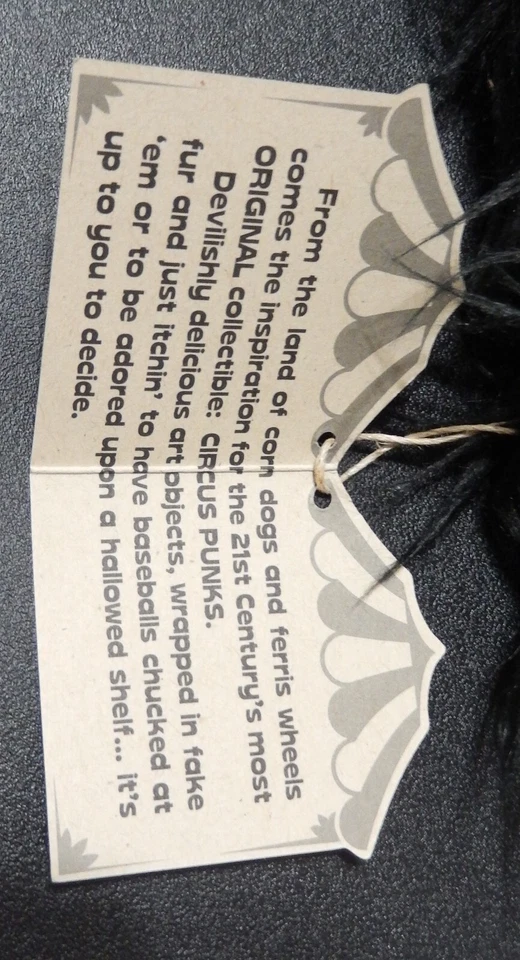 From the land of corn dogs and ferris wheels
comes the inspiration for the 21st Century's most
ORIGINAL collectible: CIRCUS PUNKS.
Devilishly delicious art objects, wrapped in fake
fur and just itchin' to have baseballs chucked at
'em or to be adored upon a hallowed shelf... it's
up to you to decide.